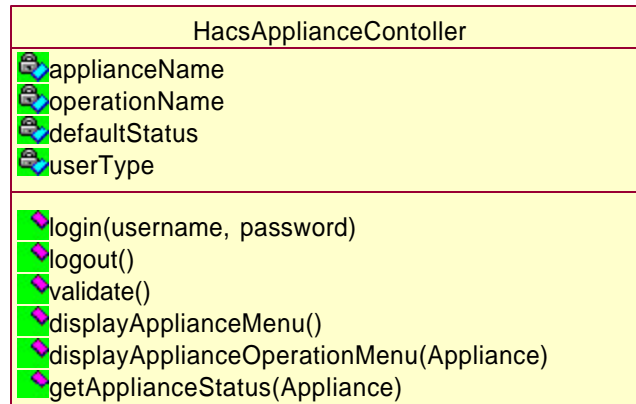 HacsApplianceContoller
applianceName
operationName
defaultStatus
userType
login(username, password)
logout()
validate()
displayApplianceMenu()
displayApplianceOperationMenu(Appliance)
getApplianceStatus(Appliance)